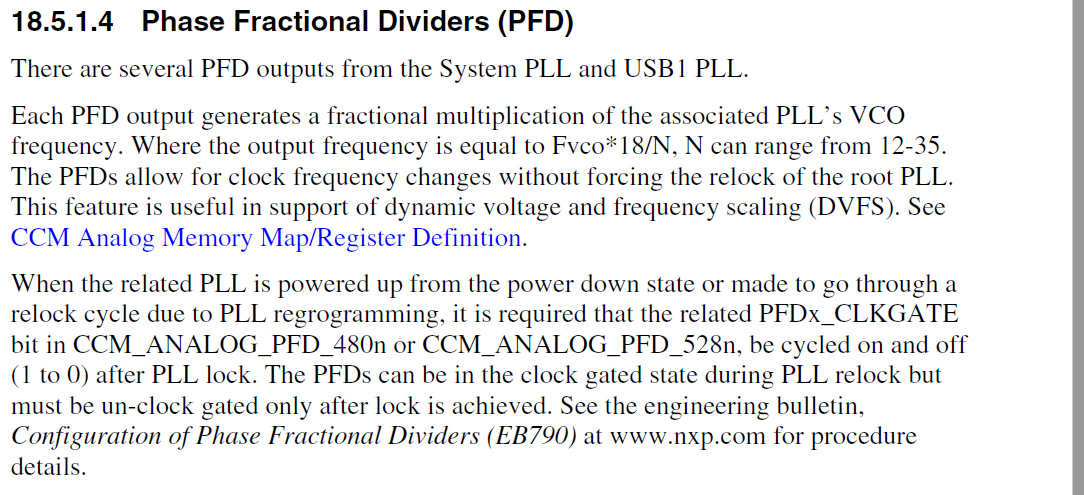 18.5.1.4 Phase Fractional Dividers (PFD)
There are several PFD outputs from the System PLL and USB1 PLL.
Each PFD output generates a fractional multiplication of the associated PLL's VCO
frequency. Where the output frequency is equal to Fvco*18/N, N can range from 12-35.
The PFDs allow for clock frequency changes without forcing the relock of the root PLL.
This feature is useful in support of dynamic voltage and frequency scaling (DVFS). See
CCM Analog Memory Map/Register Definition.
When the related PLL is powered up from the power down state or made to go through a
relock cycle due to PLL regrogramming, it is required that the related PFDx_CLKGATE
bit in CCM_ANALOG_PFD_480n or CCM_ANALOG_PFD_528n, be cycled on and off
(1 to 0) after PLL lock. The PFDs can be in the clock gated state during PLL relock but
must be un-clock gated only after lock is achieved. See the engineering bulletin,
Configuration of Phase Fractional Dividers (EB790) at www.nxp.com for procedure
details.